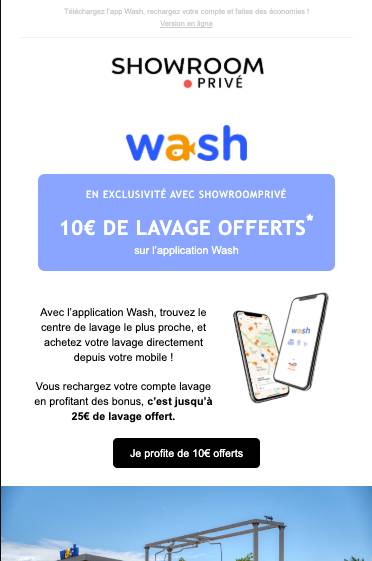 Téléchargez l'app Wash, rechargez votre compte et faites des économies !
Version en ligne
SHOWROOM
PRIVÉ
wash
EN EXCLUSIVITÉ AVEC SHOWROOMPRIVÉ
10€ DE LAVAGE OFFERTS*
sur l'application Wash
Avec l'application Wash, trouvez le
centre de lavage le plus proche, et
achetez votre lavage directement
depuis votre mobile !
wash
Vous rechargez votre compte lavage
en profitant des bonus, c'est jusqu'à
25€ de lavage offert.
Je profite de 10€ offerts
wash